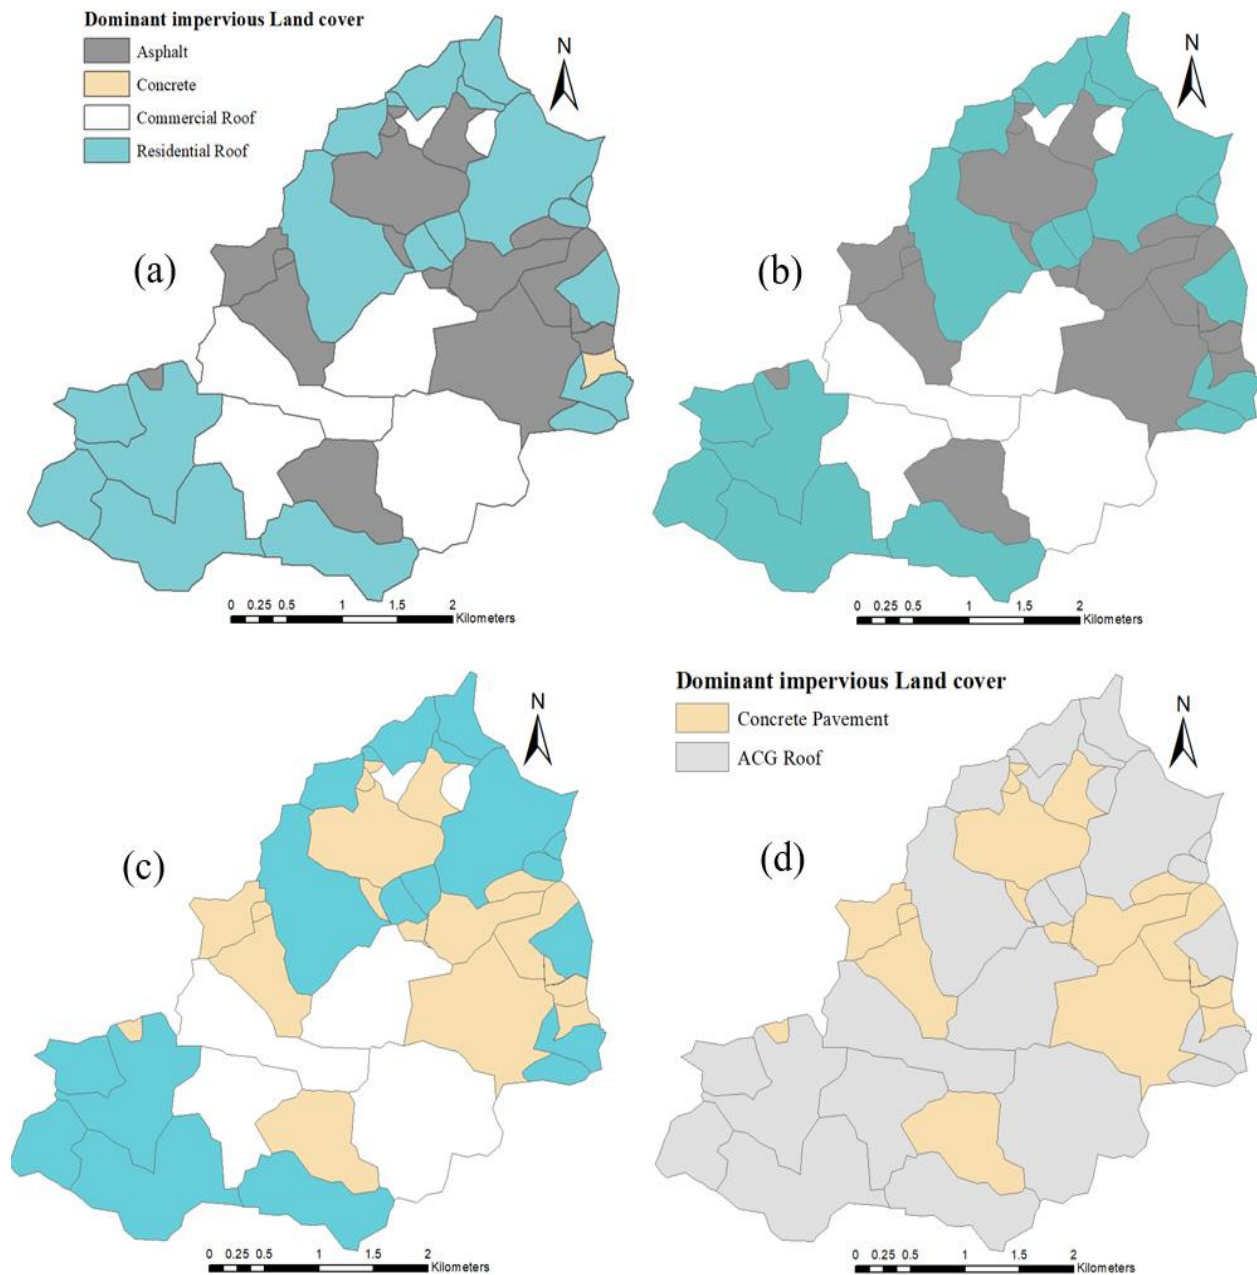 Dominant impervious Land cover
Asphalt
Concrete
Commercial Roof
Residential Roof
N
(a)
0 0.25 0.5 1 1.5 2
Kilometers
N
(b)
0 0.25 0.5 1 1.5 2
Kilometers
N
(c)
0 0.25 0.5 1 1.5 2
Kilometers
Dominant impervious Land cover
Concrete Pavement
ACG Roof
N
(d)
0 0.25 0.5 1 1.5 2
Kilometers